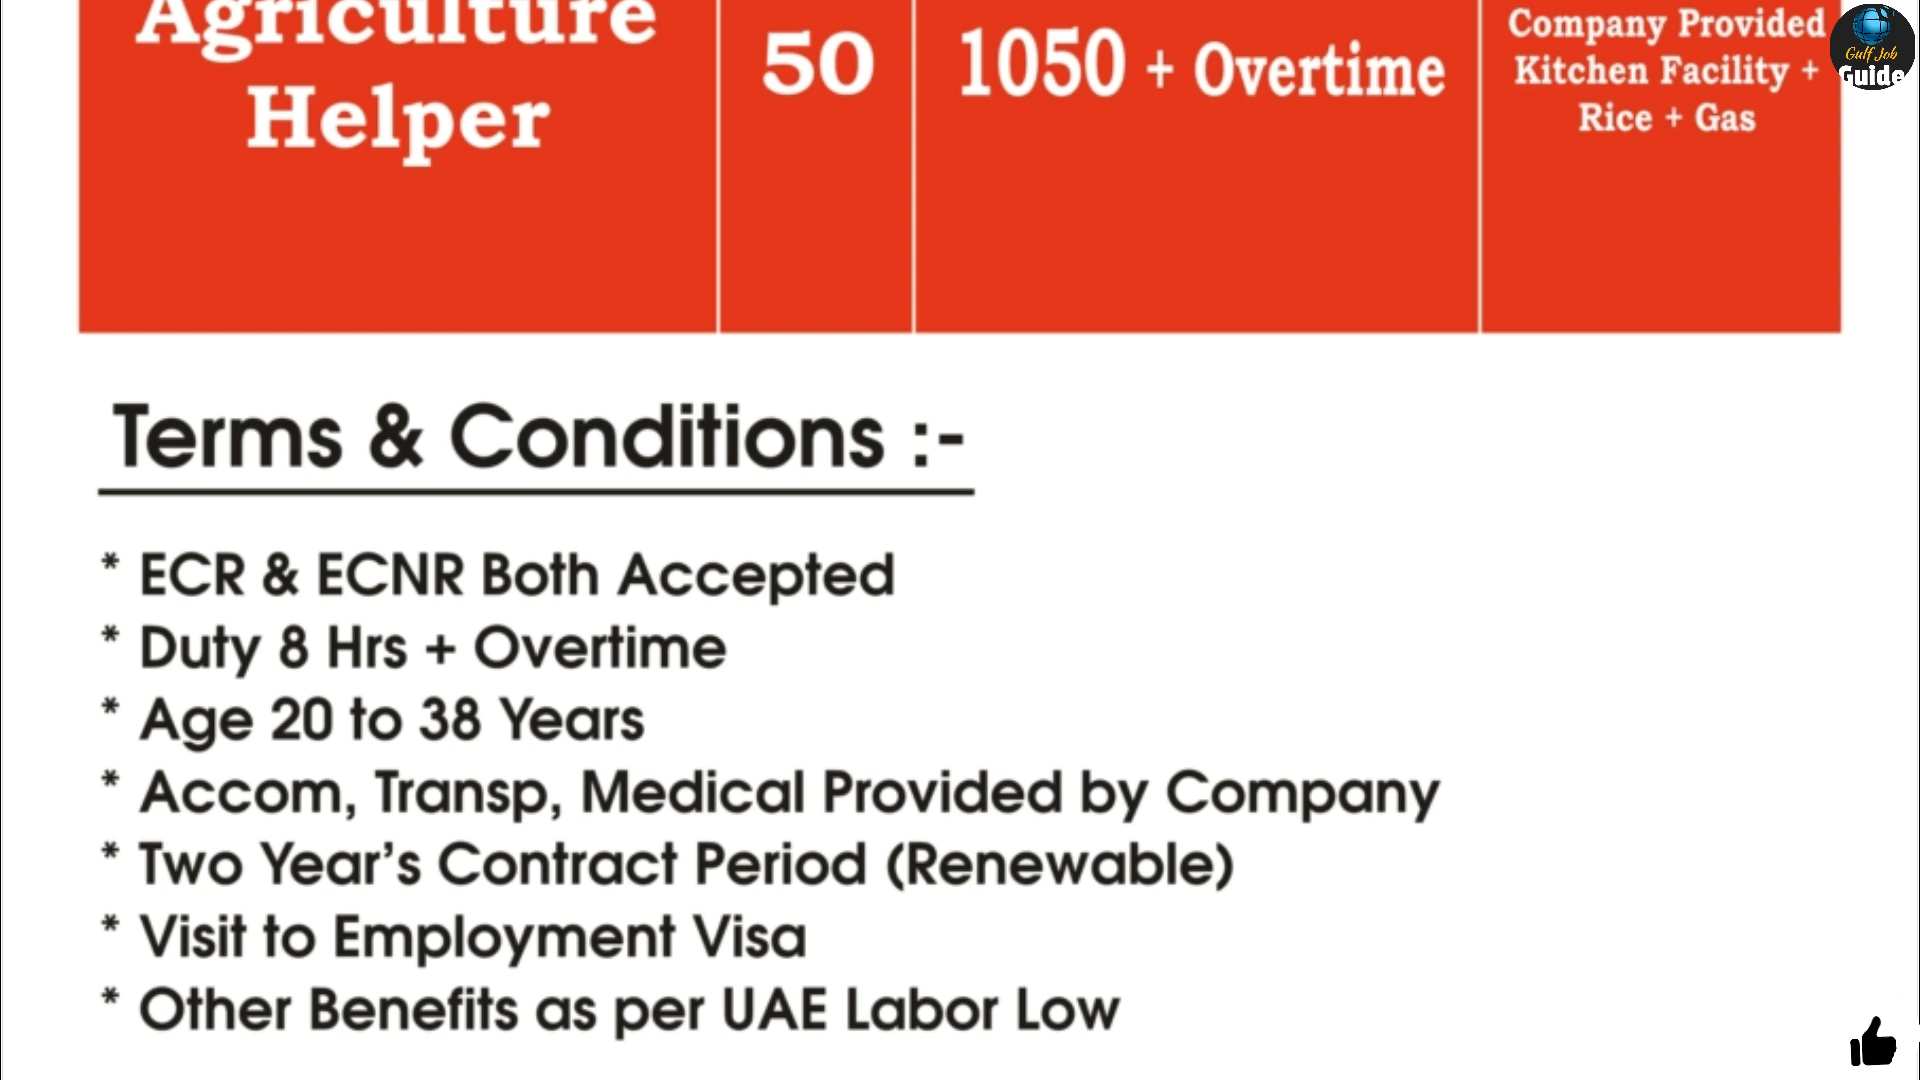 Agriculture
Helper
50
1050 + Overtime
Company Provided
Kitchen Facility +
Rice + Gas
Gulf Job
Guide
Terms & Conditions :-
* ECR & ECNR Both Accepted
* Duty 8 Hrs + Overtime
* Age 20 to 38 Years
* Accom, Transp, Medical Provided by Company
* Two Year’s Contract Period (Renewable)
* Visit to Employment Visa
* Other Benefits as per UAE Labor Low